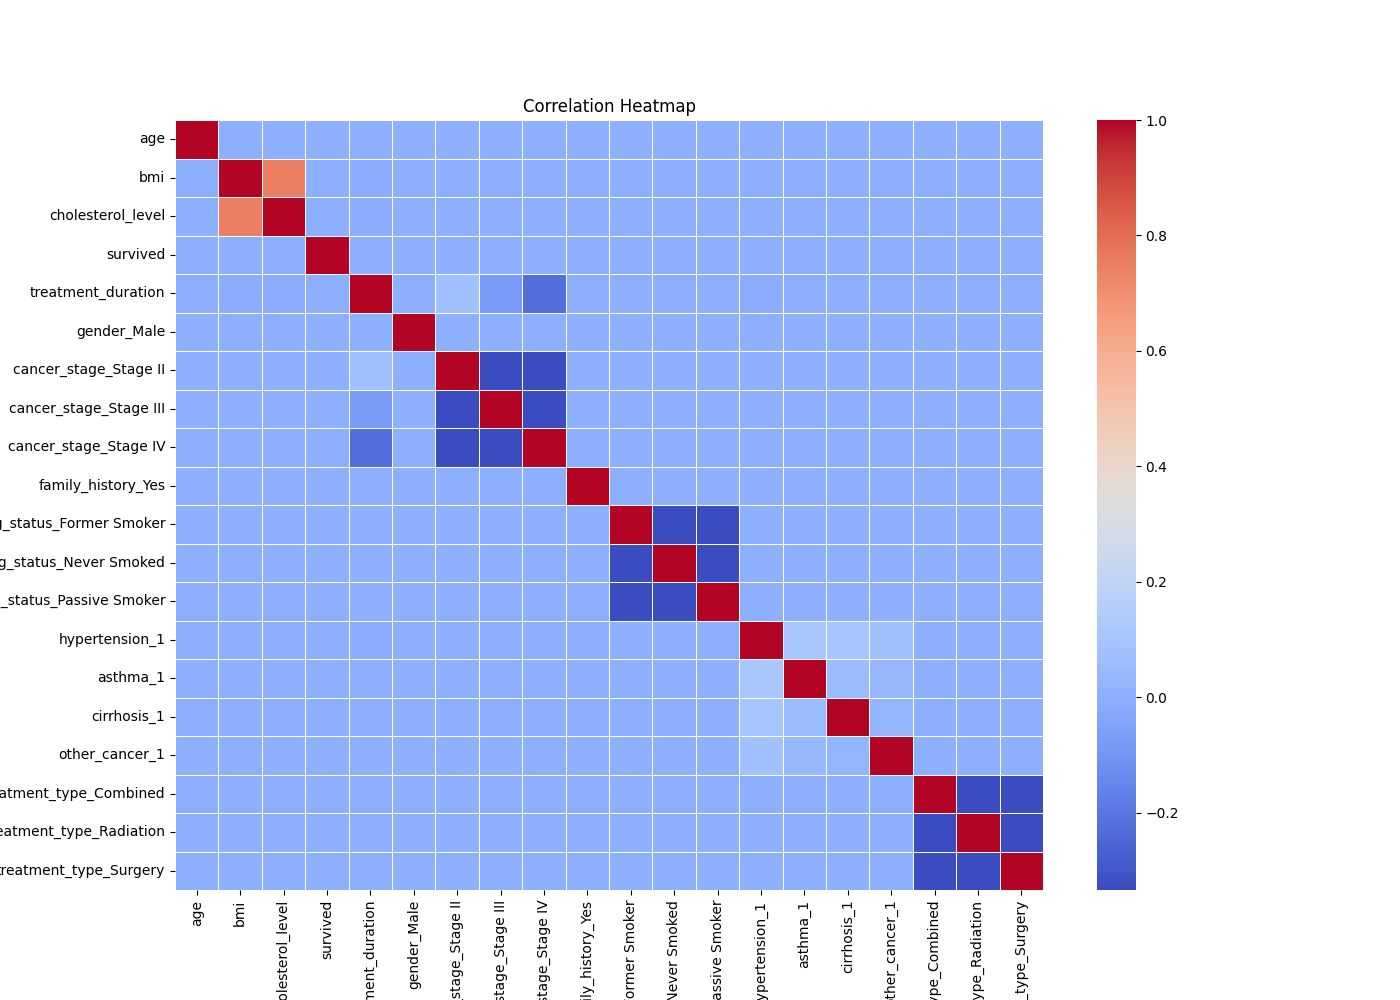 Correlation Heatmap
age
bmi
cholesterol_level
survived
treatment_duration
gender_Male
cancer_stage_Stage II
cancer_stage_Stage III
cancer_stage_Stage IV
family_history_Yes
g_status_Former Smoker
g_status_Never Smoked
_status_Passive Smoker
hypertension_1
asthma_1
cirrhosis_1
other_cancer_1
atment_type_Combined
eatment_type_Radiation
treatment_type_Surgery
age
bmi
olesterol_level
survived
ment_duration
gender_Male
_stage_Stage II
stage_Stage III
stage_Stage IV
ily_history_Yes
ormer Smoker
Never Smoked
assive Smoker
ypertension_1
asthma_1
cirrhosis_1
ther_cancer_1
ype_Combined
ype_Radiation
_type_Surgery
1.0
0.8
0.6
0.4
0.2
0.0
−0.2